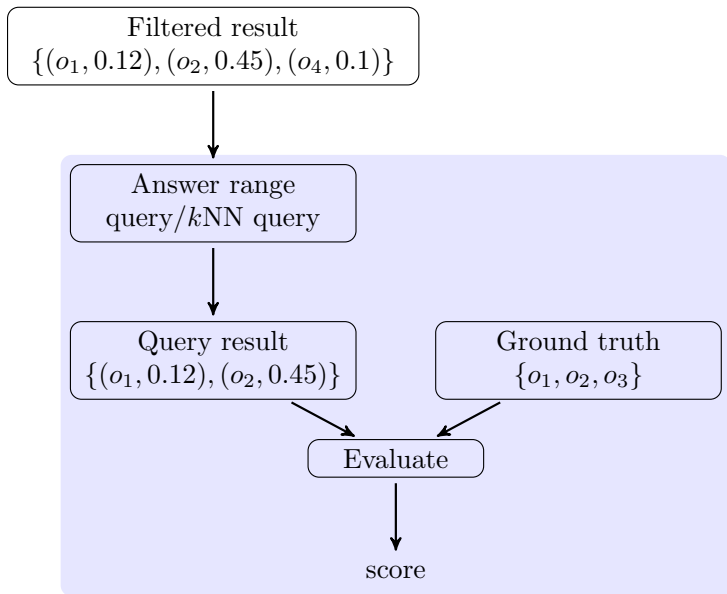 Filtered result
{(o₁, 0.12), (o₂, 0.45), (o₄, 0.1)}
Answer range
query/kNN query
Query result
{(o₁, 0.12), (o₂, 0.45)}
Ground truth
{o₁, o₂, o₃}
Evaluate
score